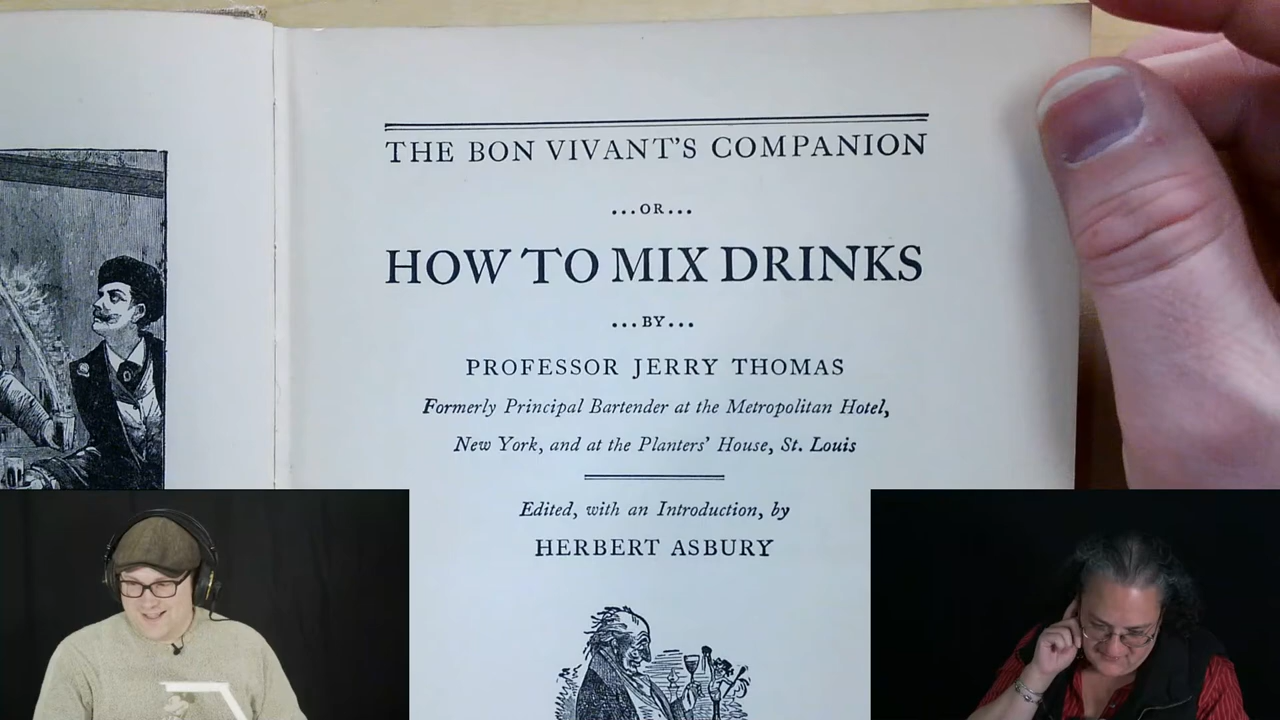 THE BON VIVANT'S COMPANION
...OR...
HOW TO MIX DRINKS
...BY...
PROFESSOR JERRY THOMAS
Formerly Principal Bartender at the Metropolitan Hotel,
New York, and at the Planters' House, St. Louis
Edited, with an Introduction, by
HERBERT ASBURY